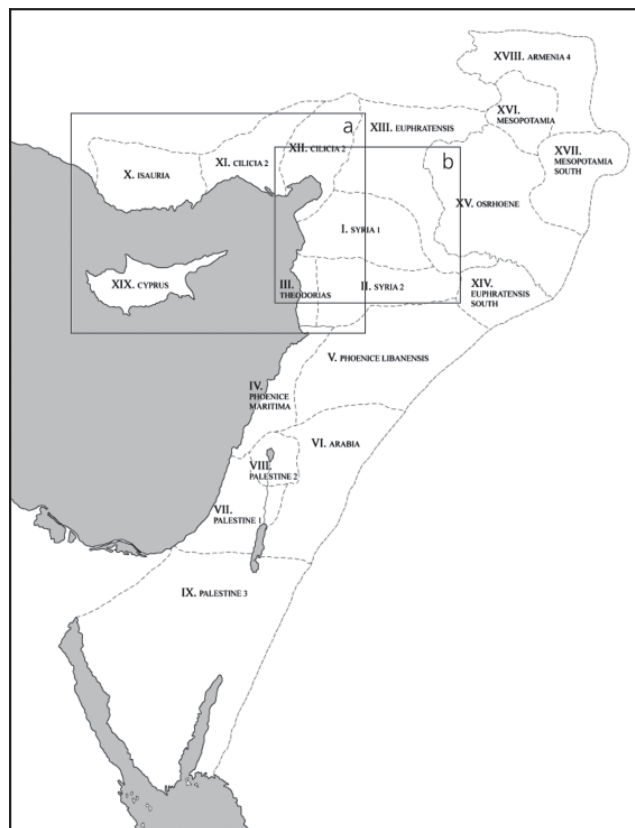 XVIII. ARMENIA 4
a
XIII. EUPHRATENSIS
XVI.
MESOPOTAMIA
XII. CILICIA 2
XI. CILICIA 2
b
XVII.
MESOPOTAMIA
SOUTH
X. ISAURIA
XV. OSRHOENE
I. SYRIA 1
XIX. CYPRUS
III.
THEODORIAS
II. SYRIA 2
XIV.
EUPHRATENSIS
SOUTH
V. PHOENICE LIBANENSIS
IV.
PHOENICE
MARITIMA
VI. ARABIA
VIII.
PALESTINE 2
VII.
PALESTINE 1
IX. PALESTINE 3